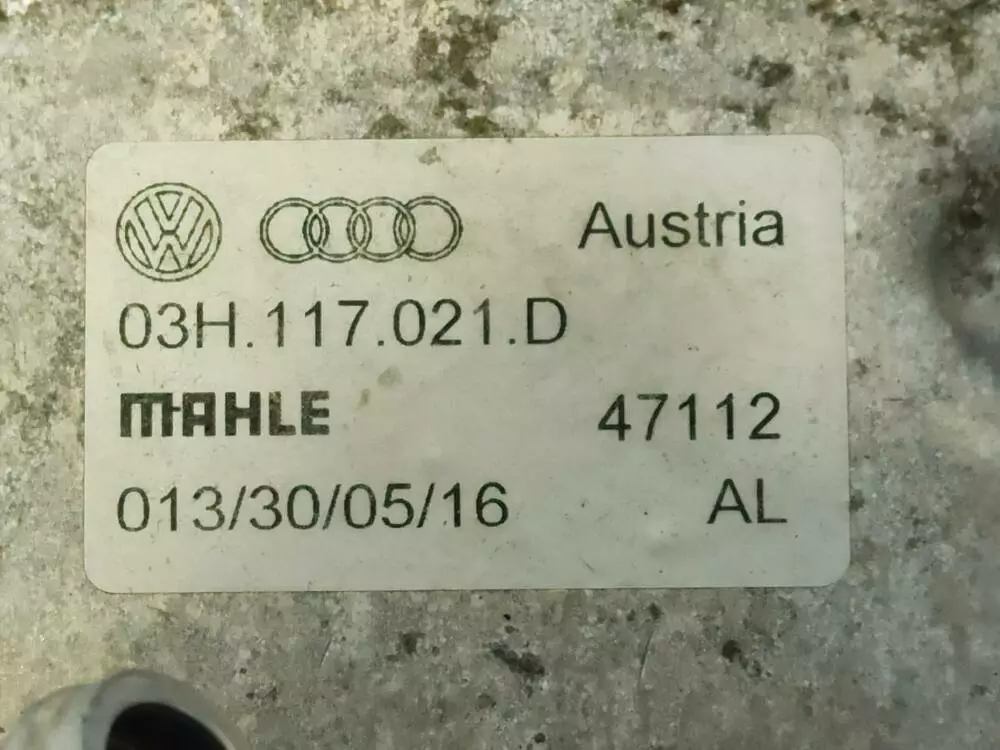 Austria
03H.117.021.D
MAHLE 47112
013/30/05/16 AL